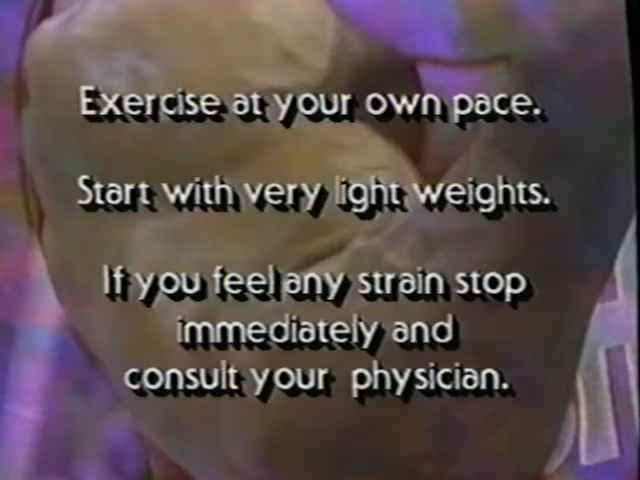 Exercise at your own pace.
Start with very light weights.
If you feel any strain stop
immediately and
consult your physician.